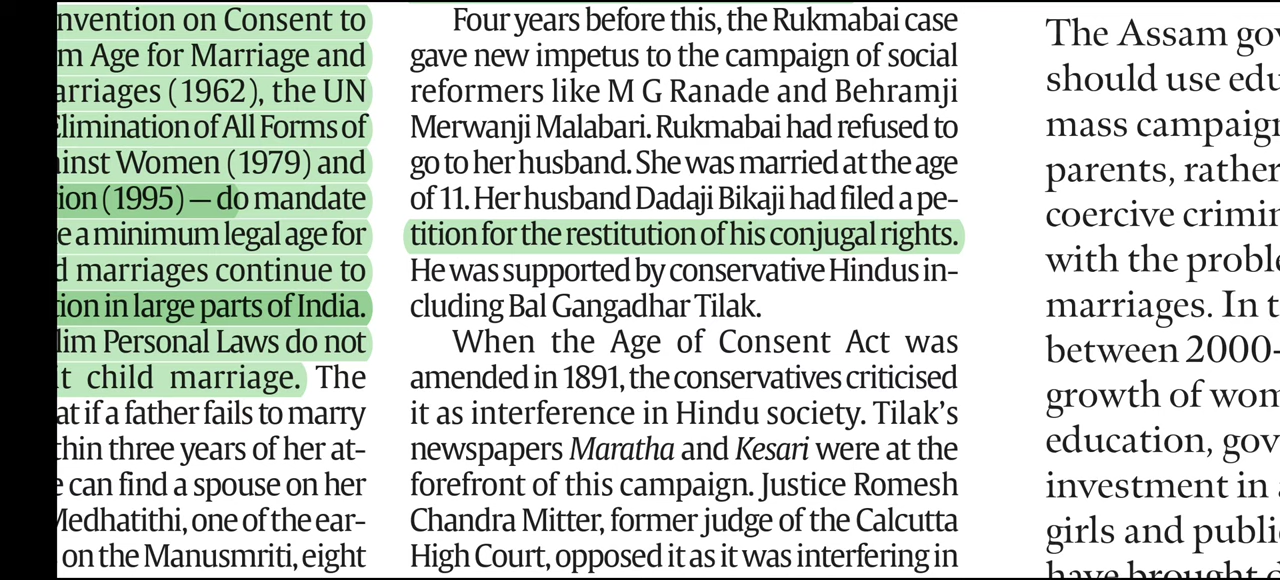 nvention on Consent to
m Age for Marriage and
arriages (1962), the UN
Elimination of All Forms of
ainst Women (1979) and
ion (1995) — do mandate
e a minimum legal age for
d marriages continue to
tion in large parts of India.
lim Personal Laws do not
it child marriage. The
at if a father fails to marry
thin three years of her at-
e can find a spouse on her
Medhatithi, one of the ear-
on the Manusmriti, eight
Four years before this, the Rukmabai case
gave new impetus to the campaign of social
reformers like M G Ranade and Behramji
Merwanji Malabari. Rukmabai had refused to
go to her husband. She was married at the age
of 11. Her husband Dadaji Bikaji had filed a pe-
tition for the restitution of his conjugal rights.
He was supported by conservative Hindus in-
cluding Bal Gangadhar Tilak.
When the Age of Consent Act was
amended in 1891, the conservatives criticised
it as interference in Hindu society. Tilak's
newspapers Maratha and Kesari were at the
forefront of this campaign. Justice Romesh
Chandra Mitter, former judge of the Calcutta
High Court, opposed it as it was interfering in
The Assam gov
should use edu
mass campaign
parents, rather
coercive crimin
with the proble
marriages. In t
between 2000-
growth of wom
education, gov
investment in a
girls and public
have brought